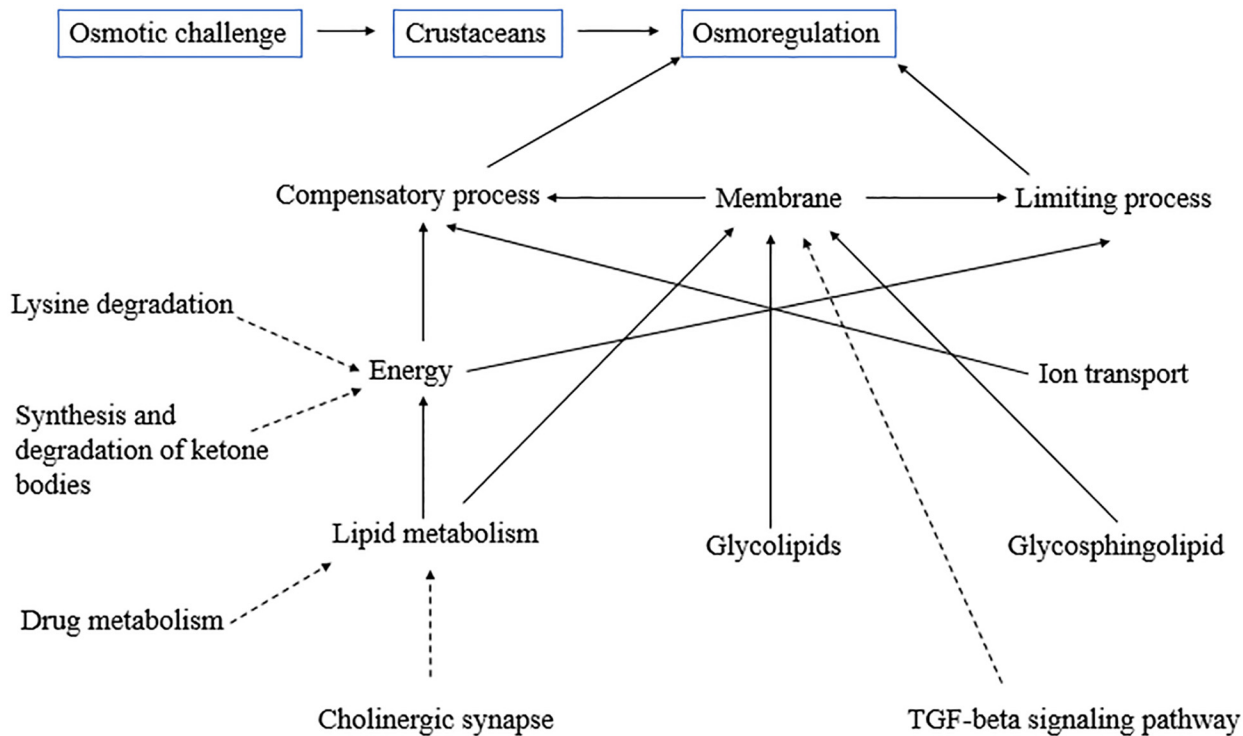 Osmotic challenge
Crustaceans
Osmoregulation
Compensatory process
Membrane
Limiting process
Lysine degradation
Energy
Ion transport
Synthesis and
degradation of ketone
bodies
Lipid metabolism
Glycolipids
Glycosphingolipid
Drug metabolism
Cholinergic synapse
TGF-beta signaling pathway